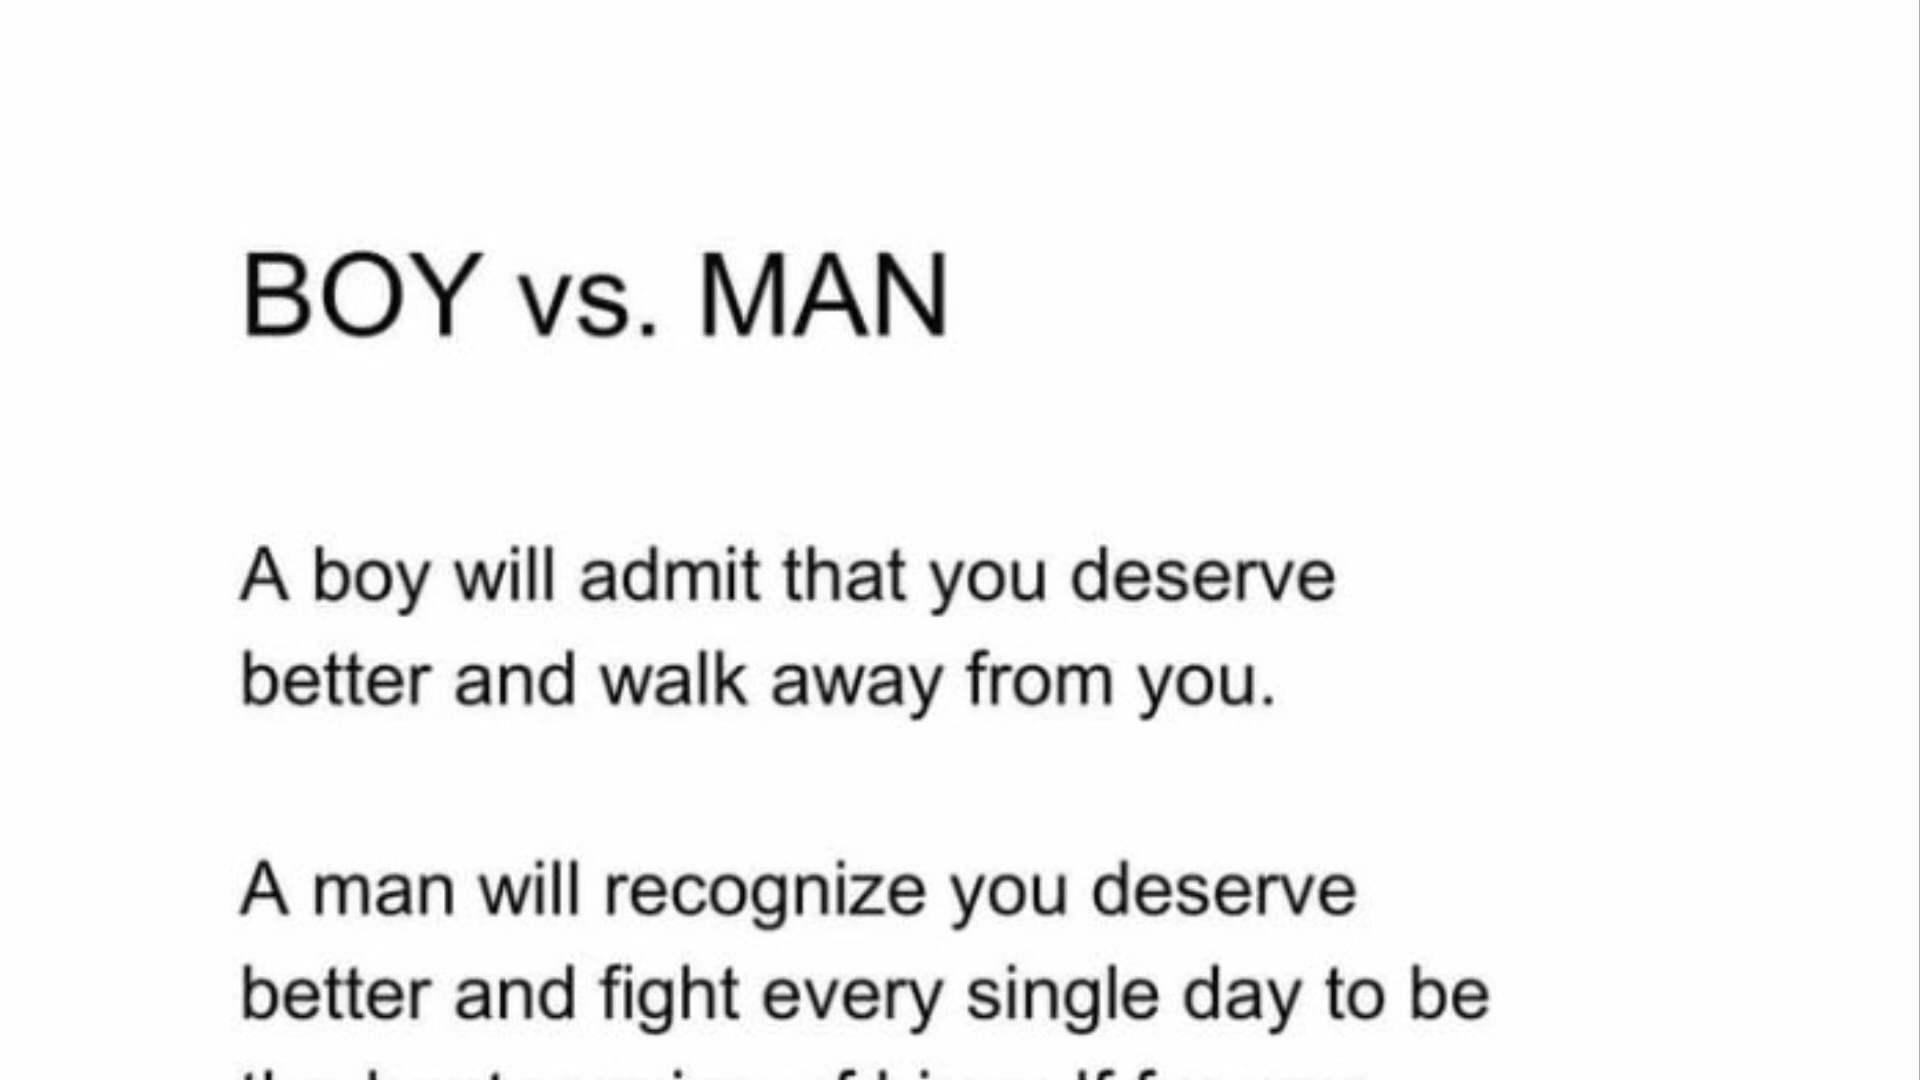 BOY vs. MAN
A boy will admit that you deserve
better and walk away from you.
A man will recognize you deserve
better and fight every single day to be